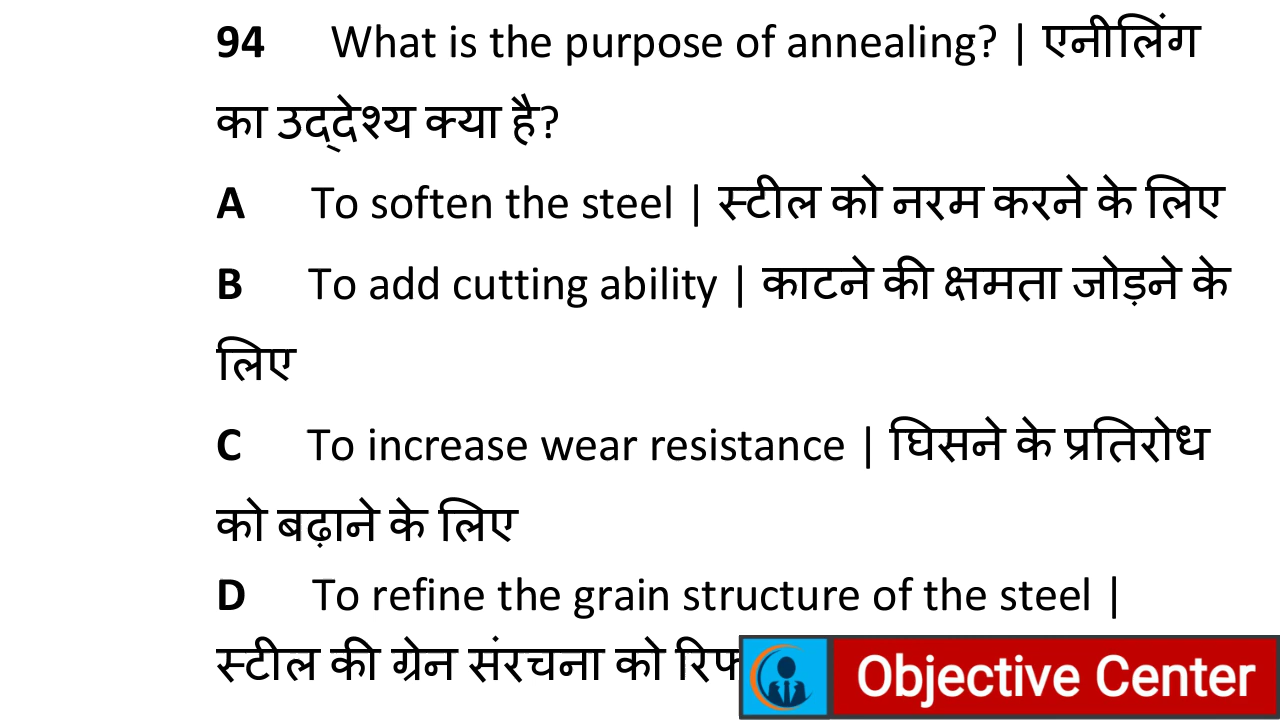 94 What is the purpose of annealing? | एनीलिंग
का उद्देश्य क्या है?
A To soften the steel | स्टील को नरम करने के लिए
B To add cutting ability | काटने की क्षमता जोड़ने के
लिए
C To increase wear resistance | घिसने के प्रतिरोध
को बढ़ाने के लिए
D To refine the grain structure of the steel |
स्टील की ग्रेन संरचना को
Objective Center